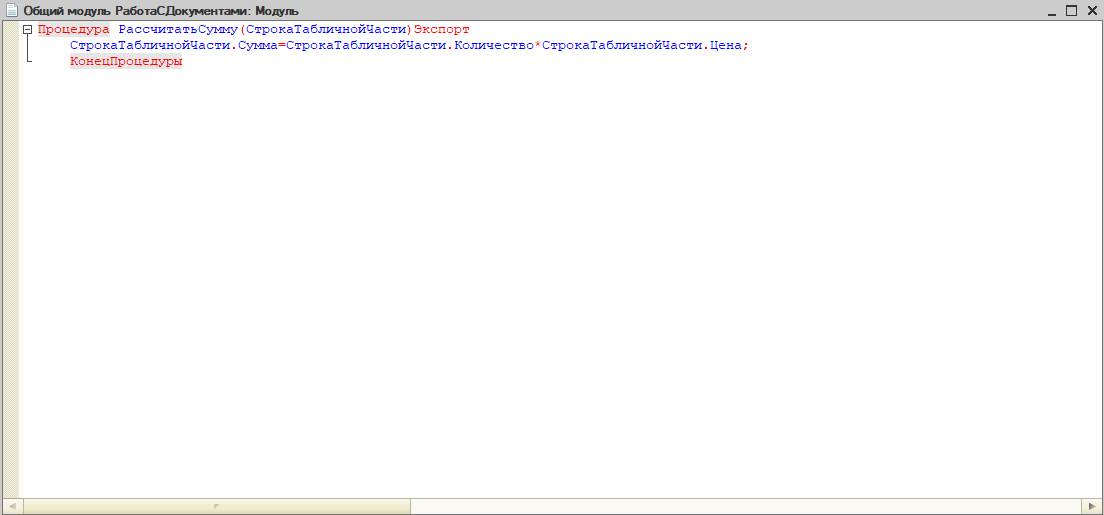 Общий модуль РаботаСДокументами: Модуль
Процедура РассчитатьСумму(СтрокаТабличнойЧасти)Экспорт
СтрокаТабличнойЧасти.Сумма=СтрокаТабличнойЧасти.Количество*СтрокаТабличнойЧасти.Цена;
КонецПроцедуры